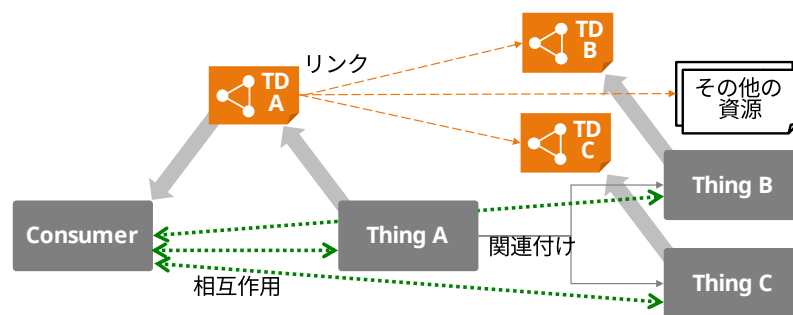 TD
B
リンク
TD
A
その他の
資源
TD
C
Thing B
Consumer
Thing A
関連付け
Thing C
相互作用